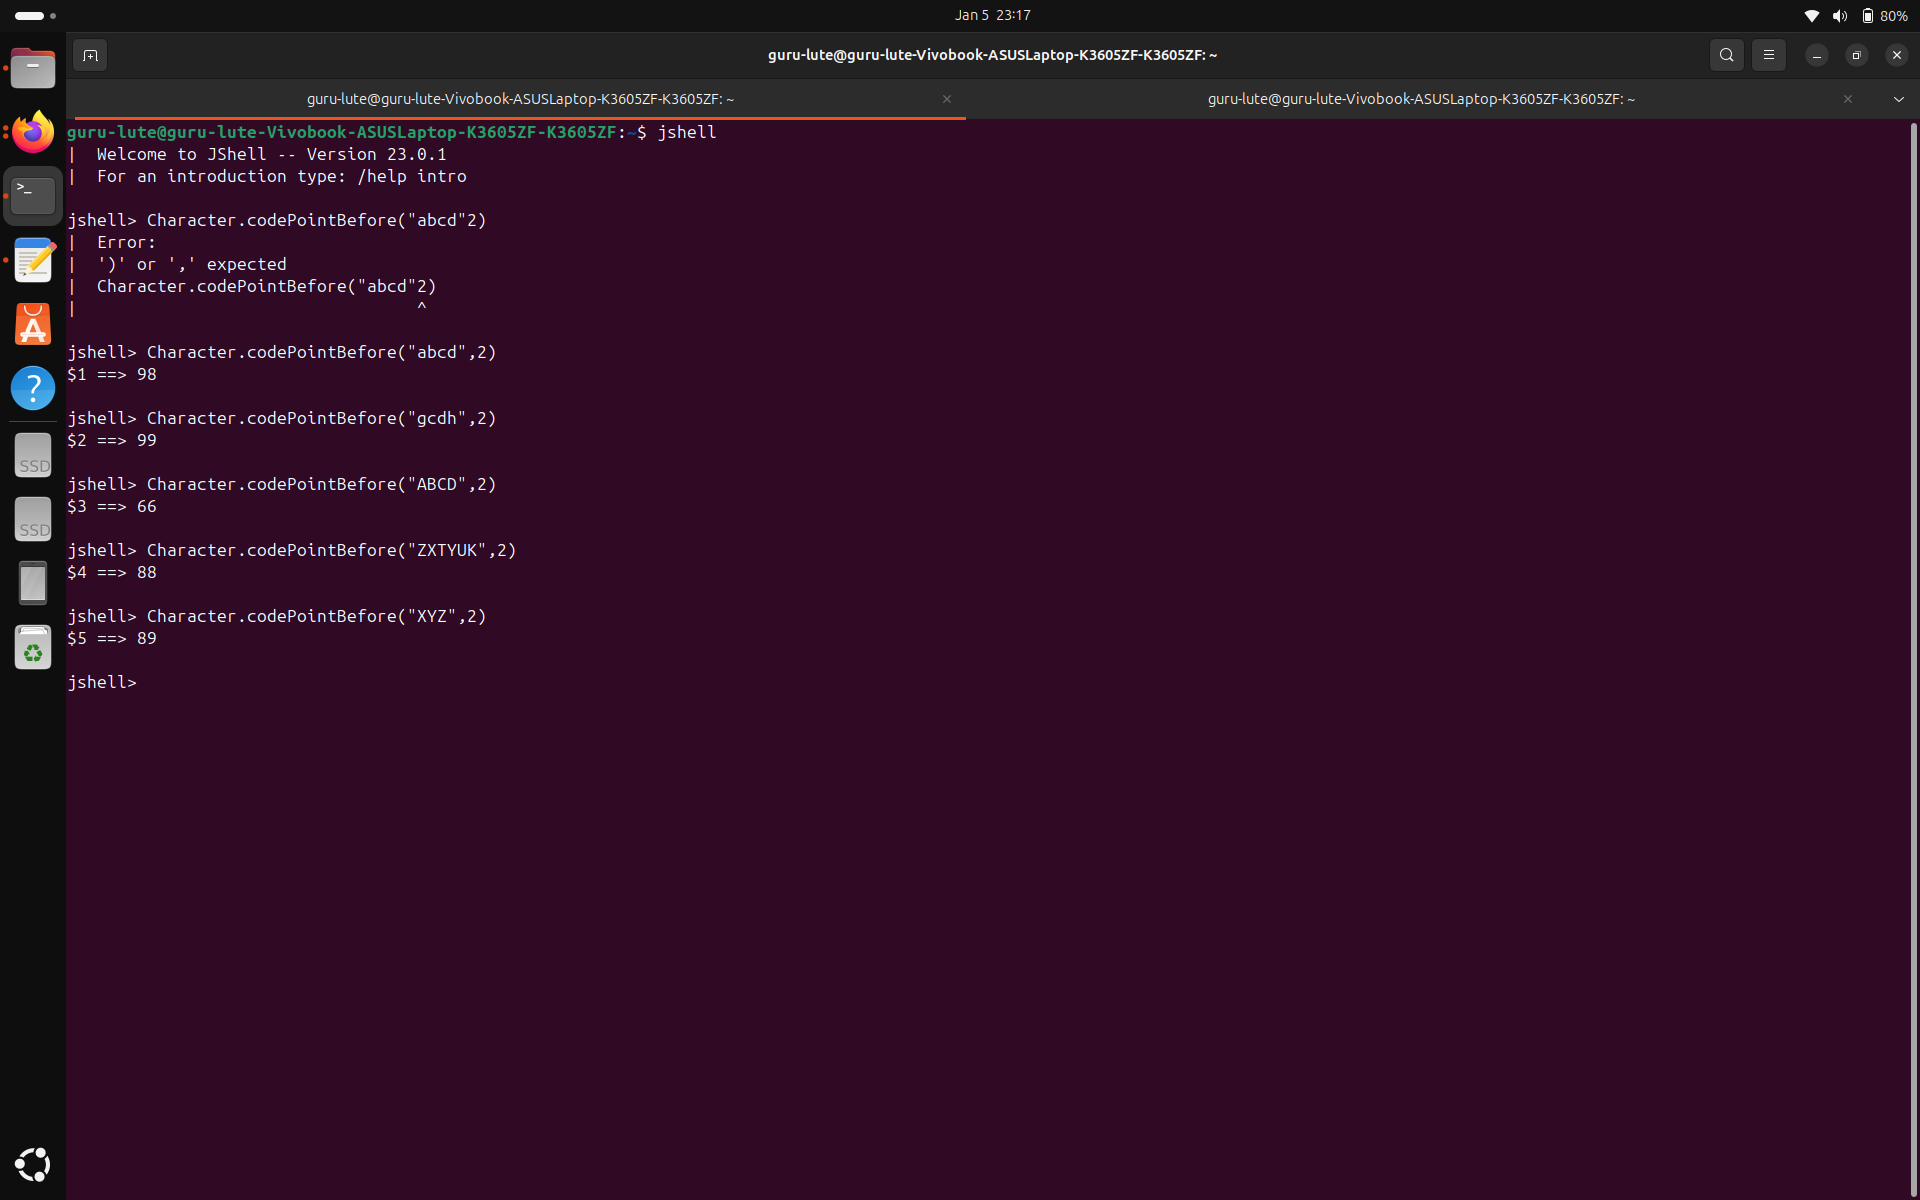 Jan 5 23:17
80%
guru-lute@guru-lute-Vivobook-ASUSLaptop-K3605ZF-K3605ZF: ~
guru-lute@guru-lute-Vivobook-ASUSLaptop-K3605ZF-K3605ZF: ~
guru-lute@guru-lute-Vivobook-ASUSLaptop-K3605ZF-K3605ZF: ~
guru-lute@guru-lute-Vivobook-ASUSLaptop-K3605ZF-K3605ZF:~$ jshell
|  Welcome to JShell -- Version 23.0.1
|  For an introduction type: /help intro
jshell> Character.codePointBefore("abcd"2)
|  Error:
|  ')' or ',' expected
|  Character.codePointBefore("abcd"2)
|                                  ^
jshell> Character.codePointBefore("abcd",2)
$1 ==> 98
jshell> Character.codePointBefore("gcdh",2)
$2 ==> 99
jshell> Character.codePointBefore("ABCD",2)
$3 ==> 66
jshell> Character.codePointBefore("ZXTYUK",2)
$4 ==> 88
jshell> Character.codePointBefore("XYZ",2)
$5 ==> 89
jshell>
SSD
SSD